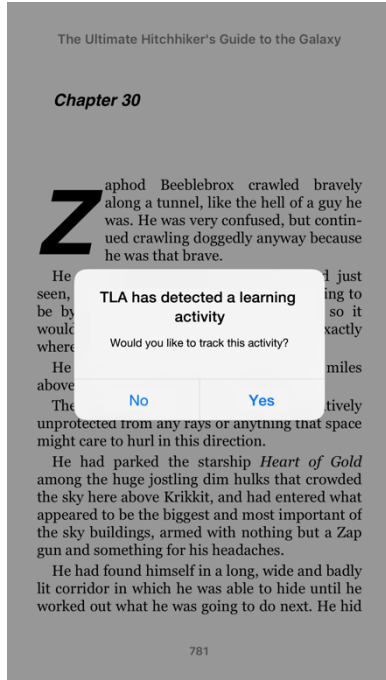 The Ultimate Hitchhiker's Guide to the Galaxy
Chapter 30
Zaphod Beeblebrox crawled bravely
along a tunnel, like the hell of a guy he
was. He was very confused, but contin-
ued crawling doggedly anyway because
he was that brave.
He just
seen, ing to
be by so it
would xactly
where
He miles
above
The tively
TLA has detected a learning
activity
Would you like to track this activity?
No Yes
unprotected from any rays or anything that space
might care to hurl in this direction.
He had parked the starship Heart of Gold
among the huge jostling dim hulks that crowded
the sky here above Krikkit, and had entered what
appeared to be the biggest and most important of
the sky buildings, armed with nothing but a Zap
gun and something for his headaches.
He had found himself in a long, wide and badly
lit corridor in which he was able to hide until he
worked out what he was going to do next. He hid
781